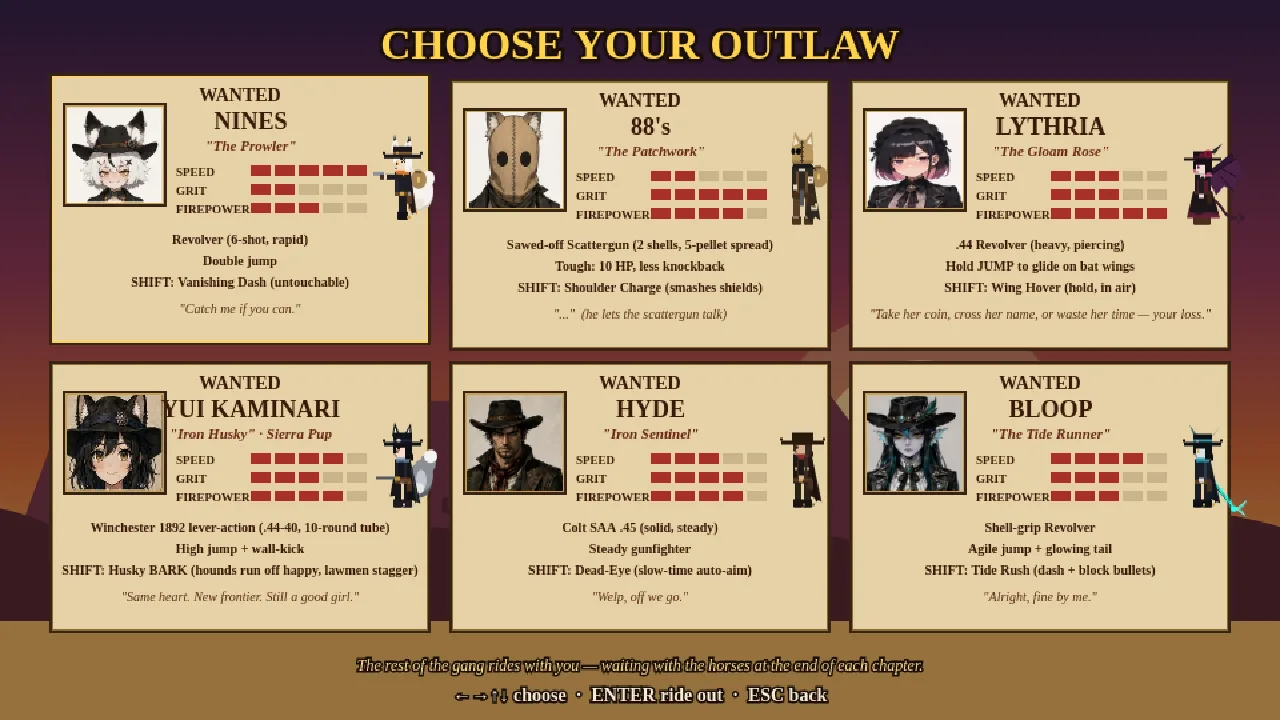 CHOOSE YOUR OUTLAW
WANTED
NINES
"The Prowler"
SPEED
GRIT
FIREPOWER
Revolver (6-shot, rapid)
Double jump
SHIFT: Vanishing Dash (untouchable)
"Catch me if you can."
WANTED
88's
"The Patchwork"
SPEED
GRIT
FIREPOWER
Sawed-off Scattergun (2 shells, 5-pellet spread)
Tough: 10 HP, less knockback
SHIFT: Shoulder Charge (smashes shields)
"..." (he lets the scattergun talk)
WANTED
LYTHRIA
"The Gloam Rose"
SPEED
GRIT
FIREPOWER
.44 Revolver (heavy, piercing)
Hold JUMP to glide on bat wings
SHIFT: Wing Hover (hold, in air)
"Take her coin, cross her name, or waste her time — your loss."
WANTED
YUI KAMINARI
"Iron Husky" · Sierra Pup
SPEED
GRIT
FIREPOWER
Winchester 1892 lever-action (.44-40, 10-round tube)
High jump + wall-kick
SHIFT: Husky BARK (hounds run off happy, lawmen stagger)
"Same heart. New frontier. Still a good girl."
WANTED
HYDE
"Iron Sentinel"
SPEED
GRIT
FIREPOWER
Colt SAA .45 (solid, steady)
Steady gunfighter
SHIFT: Dead-Eye (slow-time auto-aim)
"Welp, off we go."
WANTED
BLOOP
"The Tide Runner"
SPEED
GRIT
FIREPOWER
Shell-grip Revolver
Agile jump + glowing tail
SHIFT: Tide Rush (dash + block bullets)
"Alright, fine by me."
The rest of the gang rides with you — waiting with the horses at the end of each chapter.
←→↑↓ choose · ENTER ride out · ESC back